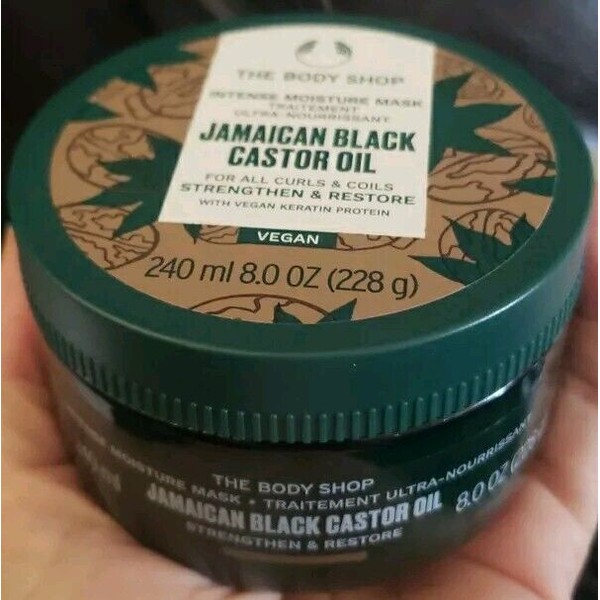 THE BODY SHOP
INTENSE MOISTURE MASK
TRAITEMENT
ULTRA-NOURRISSANT
JAMAICAN BLACK
CASTOR OIL
FOR ALL CURLS & COILS
STRENGTHEN & RESTORE
WITH VEGAN KERATIN PROTEIN
VEGAN
240 ml 8.0 OZ (228 g)
THE BODY SHOP
MOISTURE MASK • TRAITEMENT ULTRA-NOURRISSANT
JAMAICAN BLACK CASTOR OIL 8.0 OZ
STRENGTHEN & RESTORE